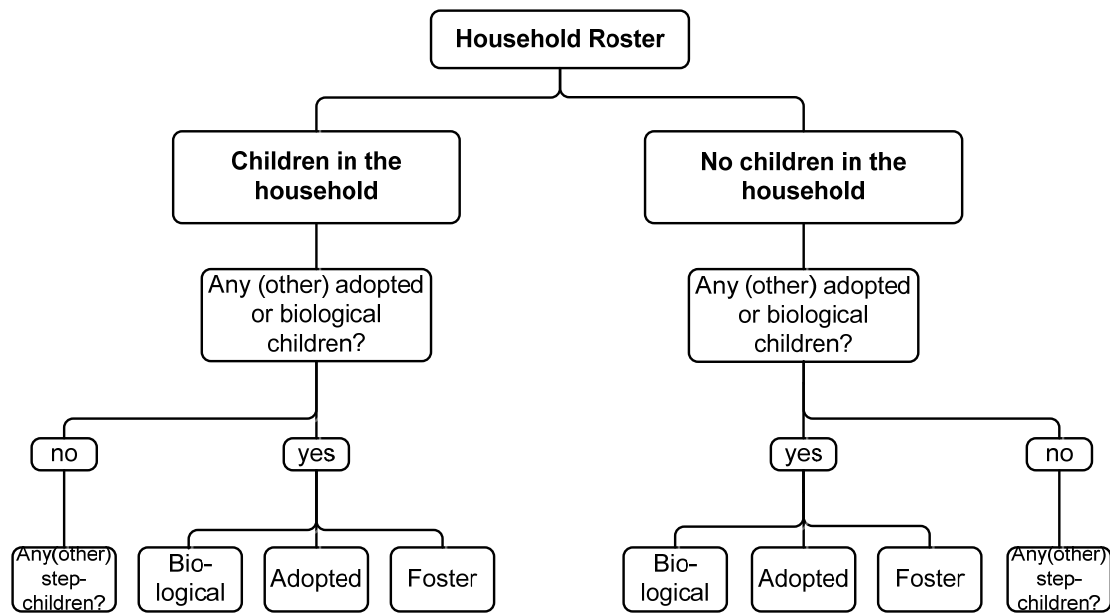 Household Roster
Children in the
household
No children in the
household
Any (other) adopted
or biological
children?
Any (other) adopted
or biological
children?
no
yes
yes
no
Any(other)
step-
children?
Bio-
logical
Adopted
Foster
Bio-
logical
Adopted
Foster
Any(other)
step-
children?